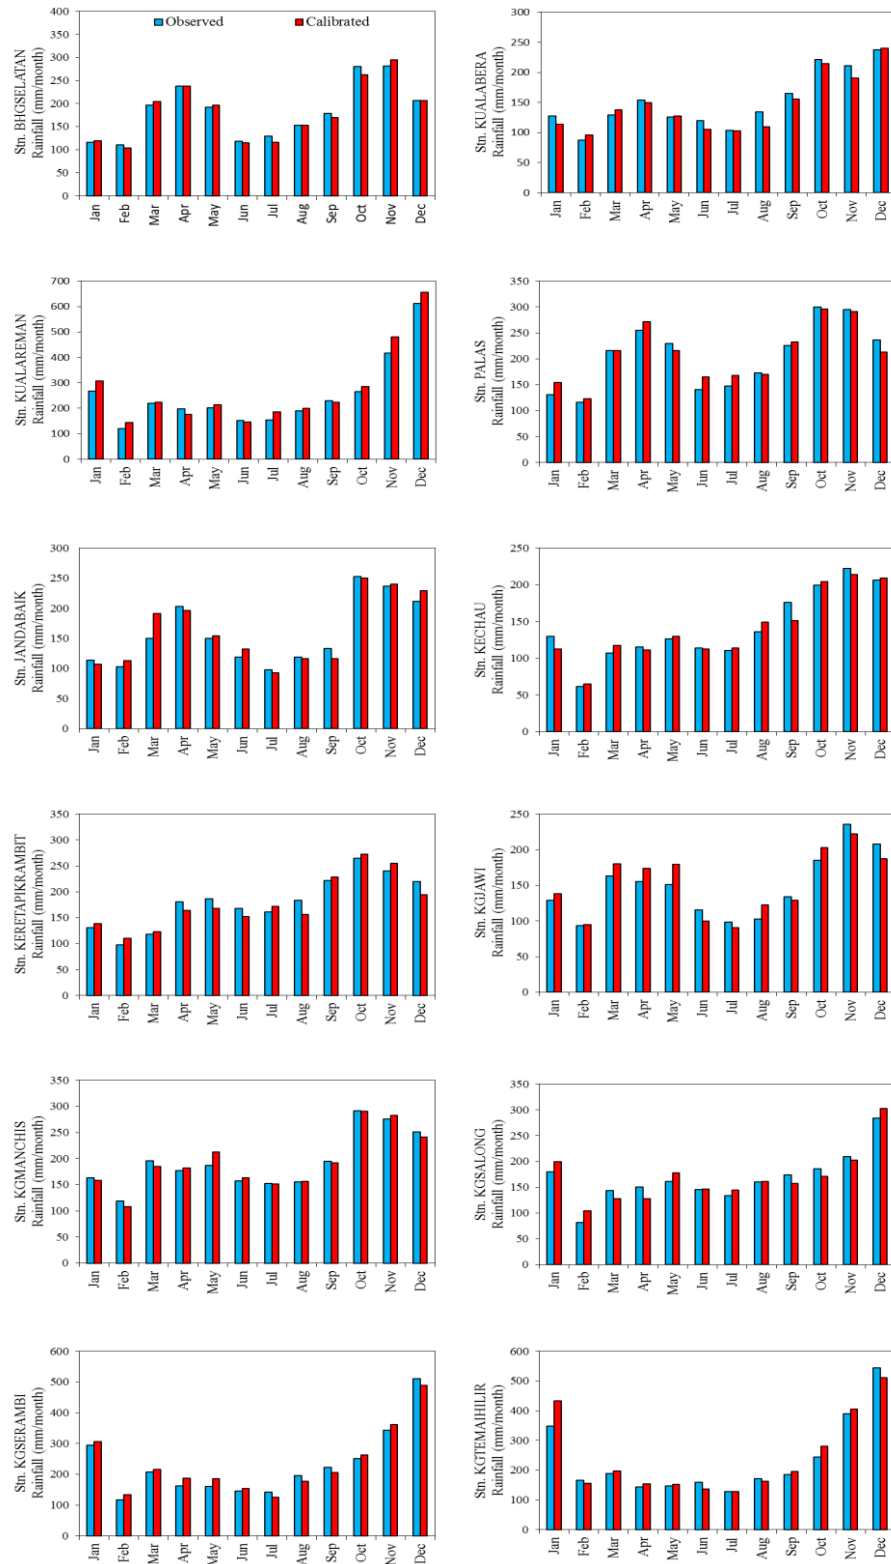 Observed Calibrated
Stn. BHGSELATAN
Rainfall (mm/month)
400
350
300
250
200
150
100
50
0
Jan Feb Mar Apr May Jun Jul Aug Sep Oct Nov Dec
Stn. KUALABERA
Rainfall (mm/month)
300
250
200
150
100
50
0
Jan Feb Mar Apr May Jun Jul Aug Sep Oct Nov Dec
Stn. KUALAREMAN
Rainfall (mm/month)
700
600
500
400
300
200
100
0
Jan Feb Mar Apr May Jun Jul Aug Sep Oct Nov Dec
Stn. PALAS
Rainfall (mm/month)
350
300
250
200
150
100
50
0
Jan Feb Mar Apr May Jun Jul Aug Sep Oct Nov Dec
Stn. JANDABAIK
Rainfall (mm/month)
300
250
200
150
100
50
0
Jan Feb Mar Apr May Jun Jul Aug Sep Oct Nov Dec
Stn. KECHAU
Rainfall (mm/month)
250
200
150
100
50
0
Jan Feb Mar Apr May Jun Jul Aug Sep Oct Nov Dec
Stn. KERETAPIKRAMBIT
Rainfall (mm/month)
350
300
250
200
150
100
50
0
Jan Feb Mar Apr May Jun Jul Aug Sep Oct Nov Dec
Stn. KGJAWI
Rainfall (mm/month)
250
200
150
100
50
0
Jan Feb Mar Apr May Jun Jul Aug Sep Oct Nov Dec
Stn. KGMANCHIS
Rainfall (mm/month)
350
300
250
200
150
100
50
0
Jan Feb Mar Apr May Jun Jul Aug Sep Oct Nov Dec
Stn. KGSALONG
Rainfall (mm/month)
350
300
250
200
150
100
50
0
Jan Feb Mar Apr May Jun Jul Aug Sep Oct Nov Dec
Stn. KGSERAMBI
Rainfall (mm/month)
600
500
400
300
200
100
0
Jan Feb Mar Apr May Jun Jul Aug Sep Oct Nov Dec
Stn. KGTEMAIHILIR
Rainfall (mm/month)
600
500
400
300
200
100
0
Jan Feb Mar Apr May Jun Jul Aug Sep Oct Nov Dec